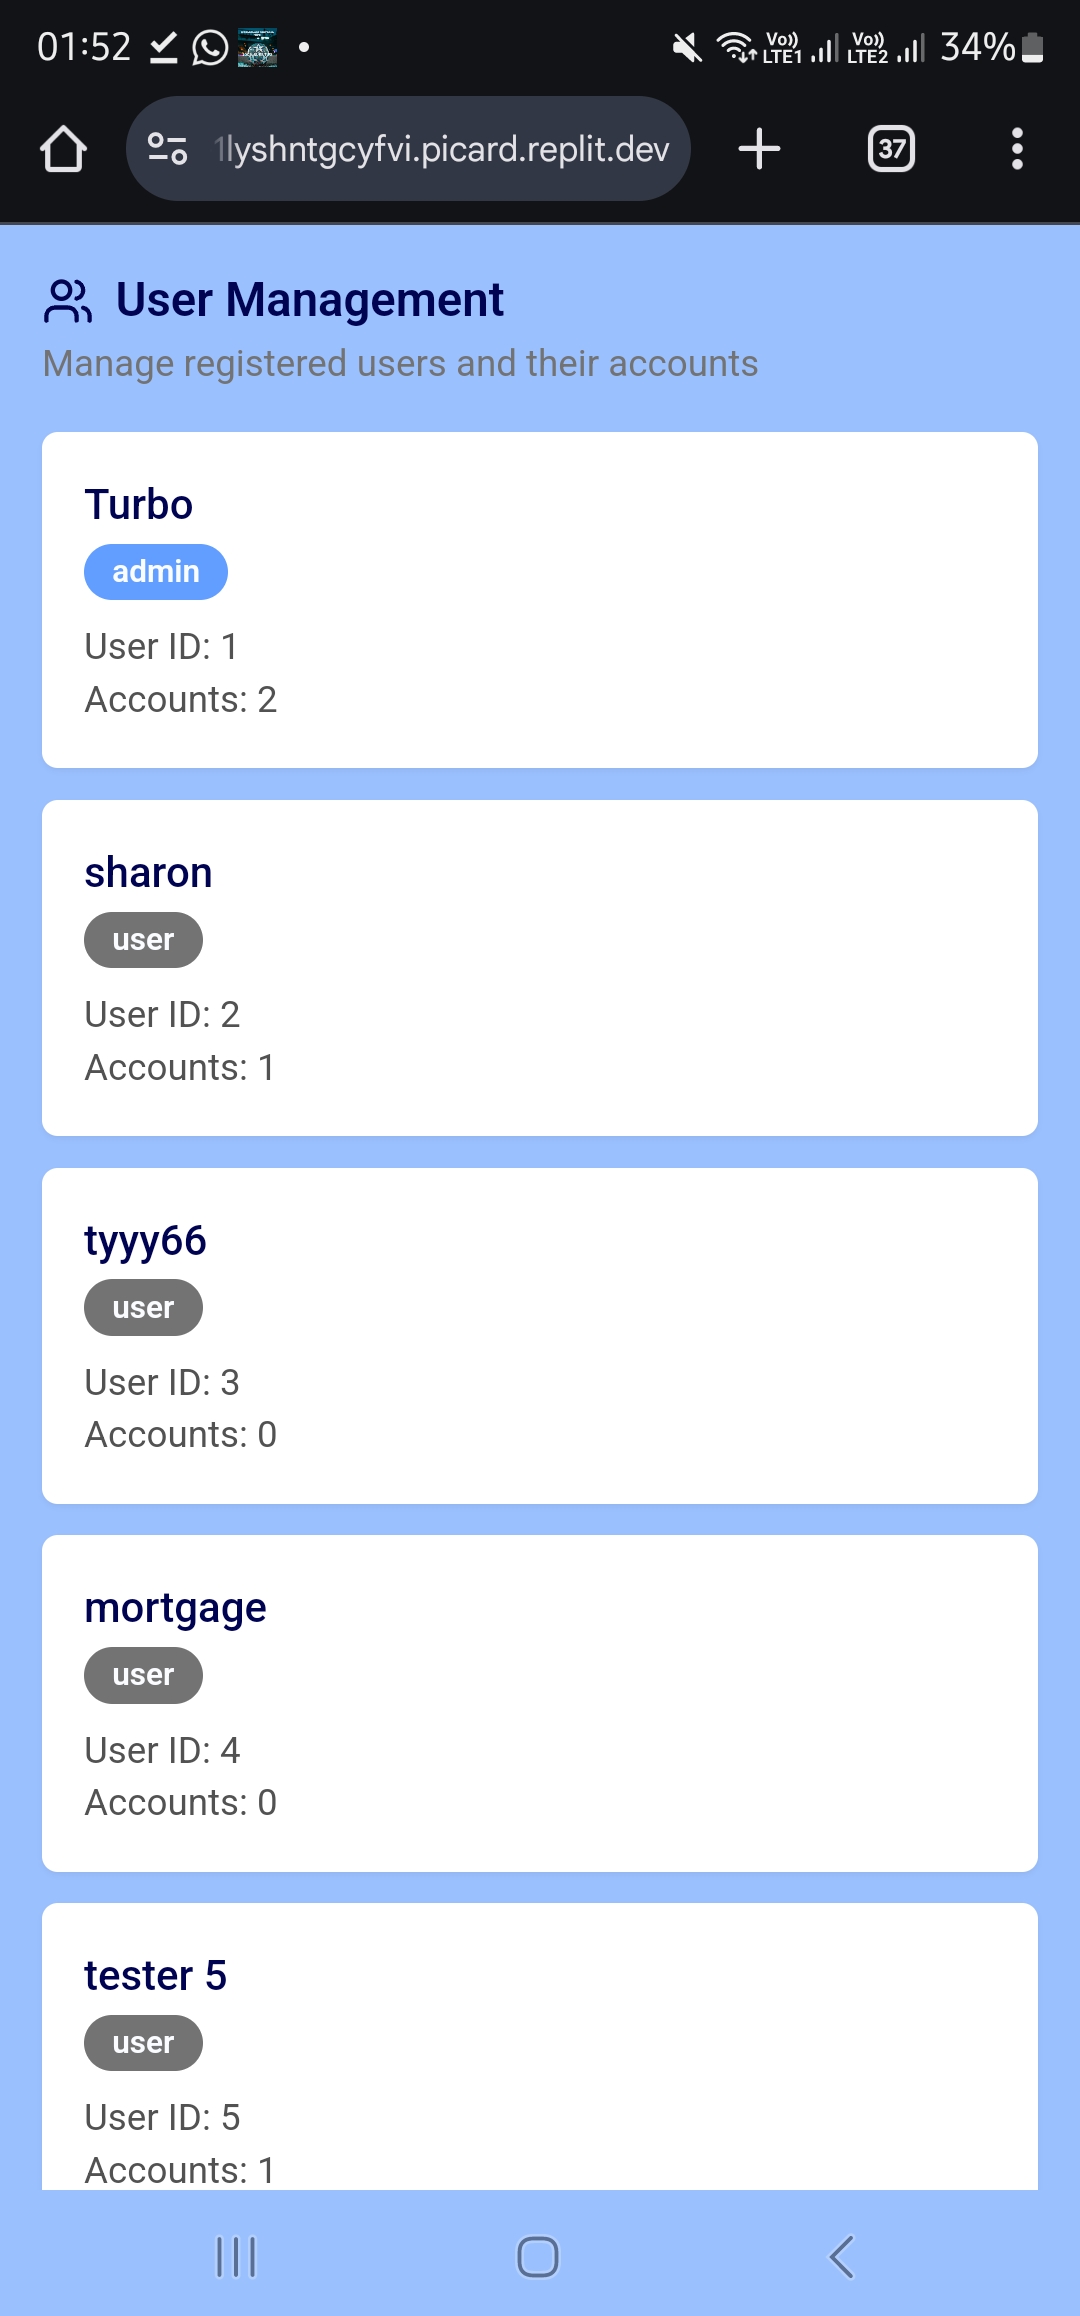 01:52
Vo)) LTE1 Vo)) LTE2 34%
1lyshntgcyfvi.picard.replit.dev
37
User Management
Manage registered users and their accounts
Turbo
admin
User ID: 1
Accounts: 2
sharon
user
User ID: 2
Accounts: 1
tyyy66
user
User ID: 3
Accounts: 0
mortgage
user
User ID: 4
Accounts: 0
tester 5
user
User ID: 5
Accounts: 1